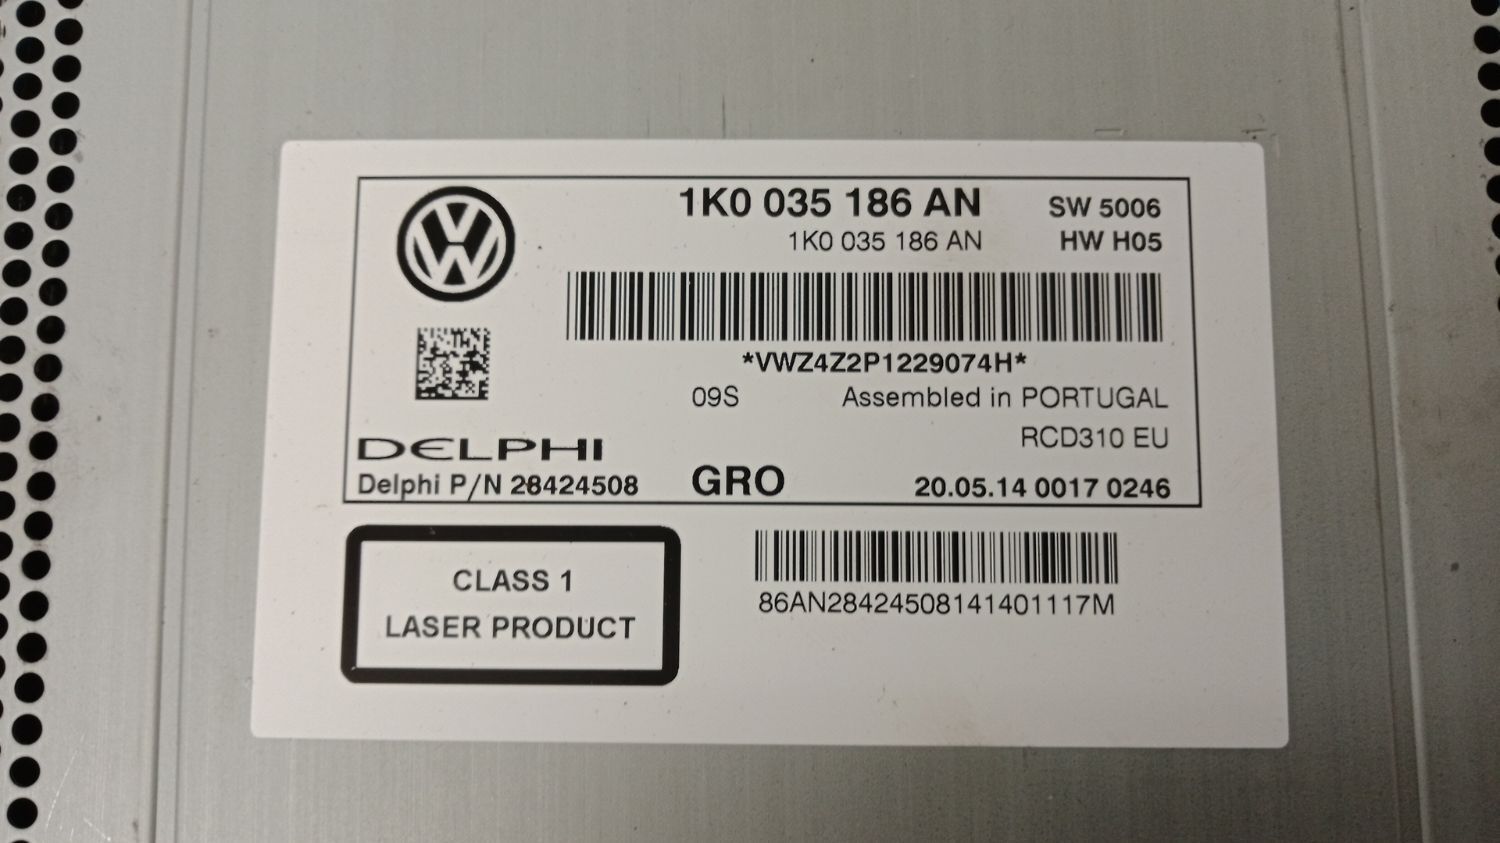 1K0 035 186 AN SW 5006
1K0 035 186 AN HW H05
*VWZ4Z2P1229074H*
09S Assembled in PORTUGAL
RCD310 EU
DELPHI
Delphi P/N 28424508 GRO 20.05.14 0017 0246
CLASS 1
LASER PRODUCT
86AN28424508141401117M